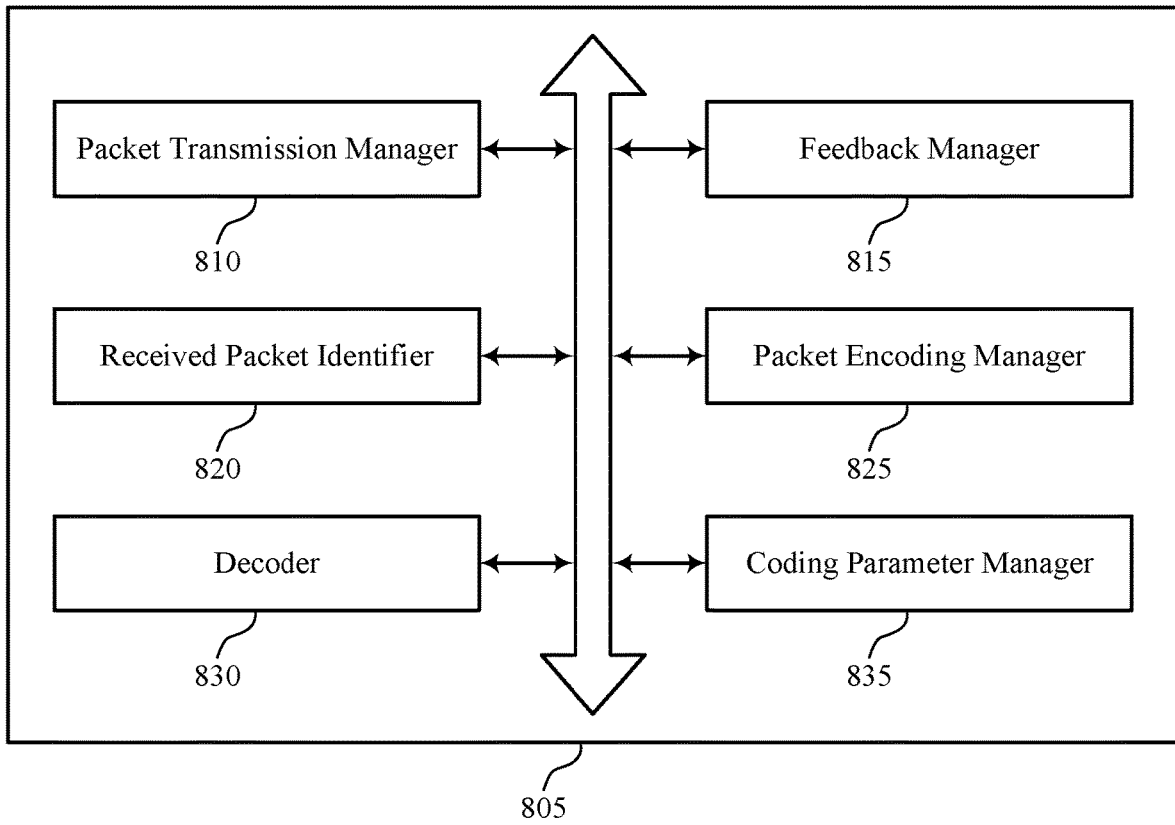 Packet Transmission Manager
Feedback Manager
810
815
Received Packet Identifier
Packet Encoding Manager
820
825
Decoder
Coding Parameter Manager
830
835
805